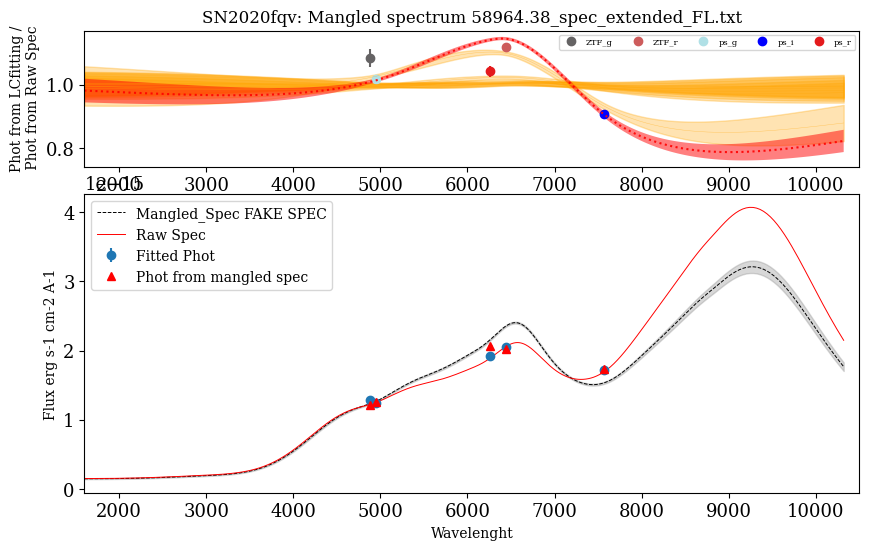 SN2020fqv: Mangled spectrum 58964.38_spec_extended_FL.txt
Phot from LCfitting /
Phot from Raw Spec
ZTF_g ZTF_r ps_g ps_i ps_r
1.0
0.8
2000 3000 4000 5000 6000 7000 8000 9000 10000
1e−15
Mangled_Spec FAKE SPEC
Raw Spec
Fitted Phot
Phot from mangled spec
Flux erg s-1 cm-2 A-1
4
3
2
1
0
2000 3000 4000 5000 6000 7000 8000 9000 10000
Wavelenght